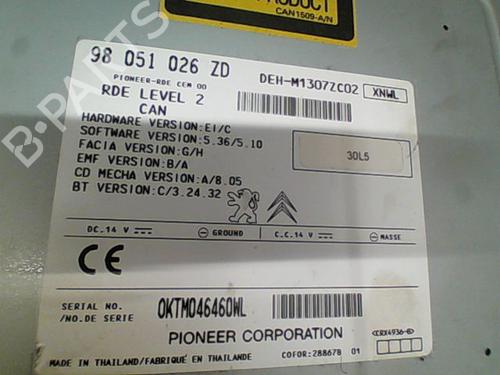 PRODUCT
CAN1509-A/N
98 051 026 ZD
DEH-M1307ZC02
XNWL
PIONEER-RDE CEM 00
RDE LEVEL 2
CAN
HARDWARE VERSION:EI/C
SOFTWARE VERSION:5.36/5.10
FACIA VERSION:G/H
EMF VERSION:B/A
CD MECHA VERSION:A/8.05
BT VERSION:C/3.24.32
30L5
DC.14 V
GROUND
C.C.14 V
MASSE
CE
SERIAL NO.
/NO.DE SERIE
OKTM046460WL
PIONEER CORPORATION
<CRX4936-B>
MADE IN THAILAND/FABRIQUÉ EN THAILANDE
COFOR:288678 01
B-PARTS